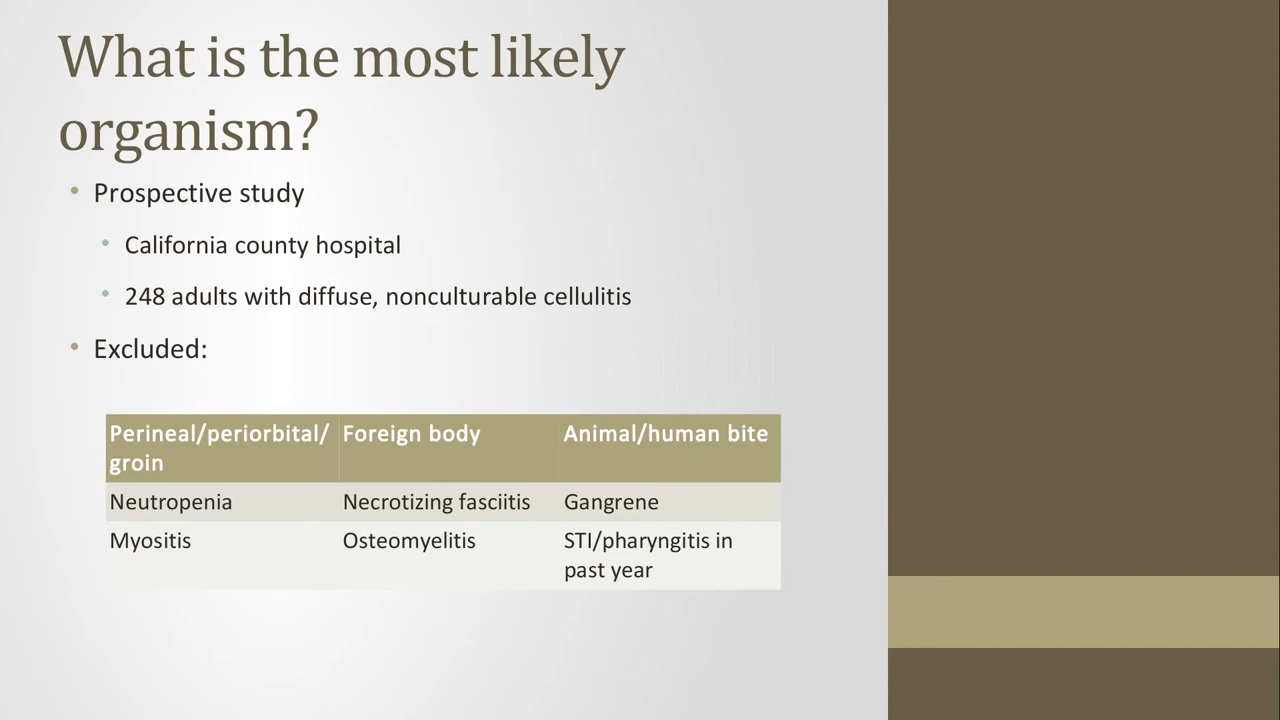 What is the most likely
organism?
• Prospective study
• California county hospital
• 248 adults with diffuse, nonculturable cellulitis
• Excluded:
Perineal/periorbital/ Foreign body Animal/human bite
groin
Neutropenia Necrotizing fasciitis Gangrene
Myositis Osteomyelitis STI/pharyngitis in
past year